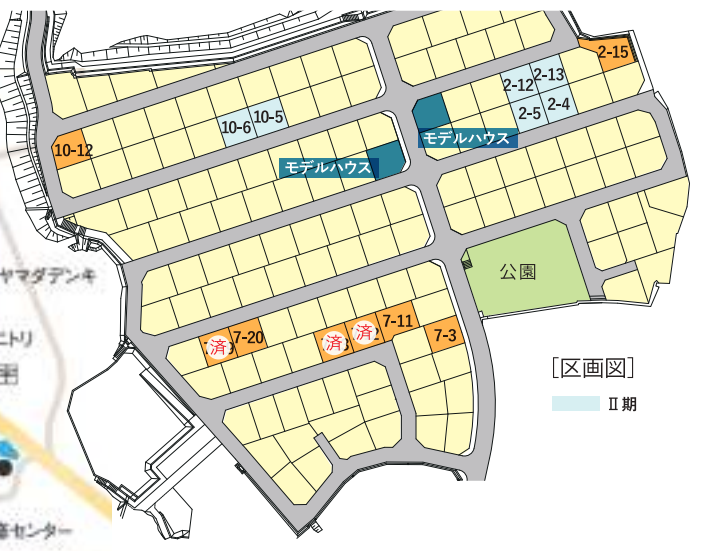 2-15
2-13
2-12
2-4
2-5
10-5
10-6
10-12
モデルハウス
モデルハウス
ヤマダデンキ
公園
ニトリ
7-11
7-20
済
済
済
7-3
[区画図]
II期
センター